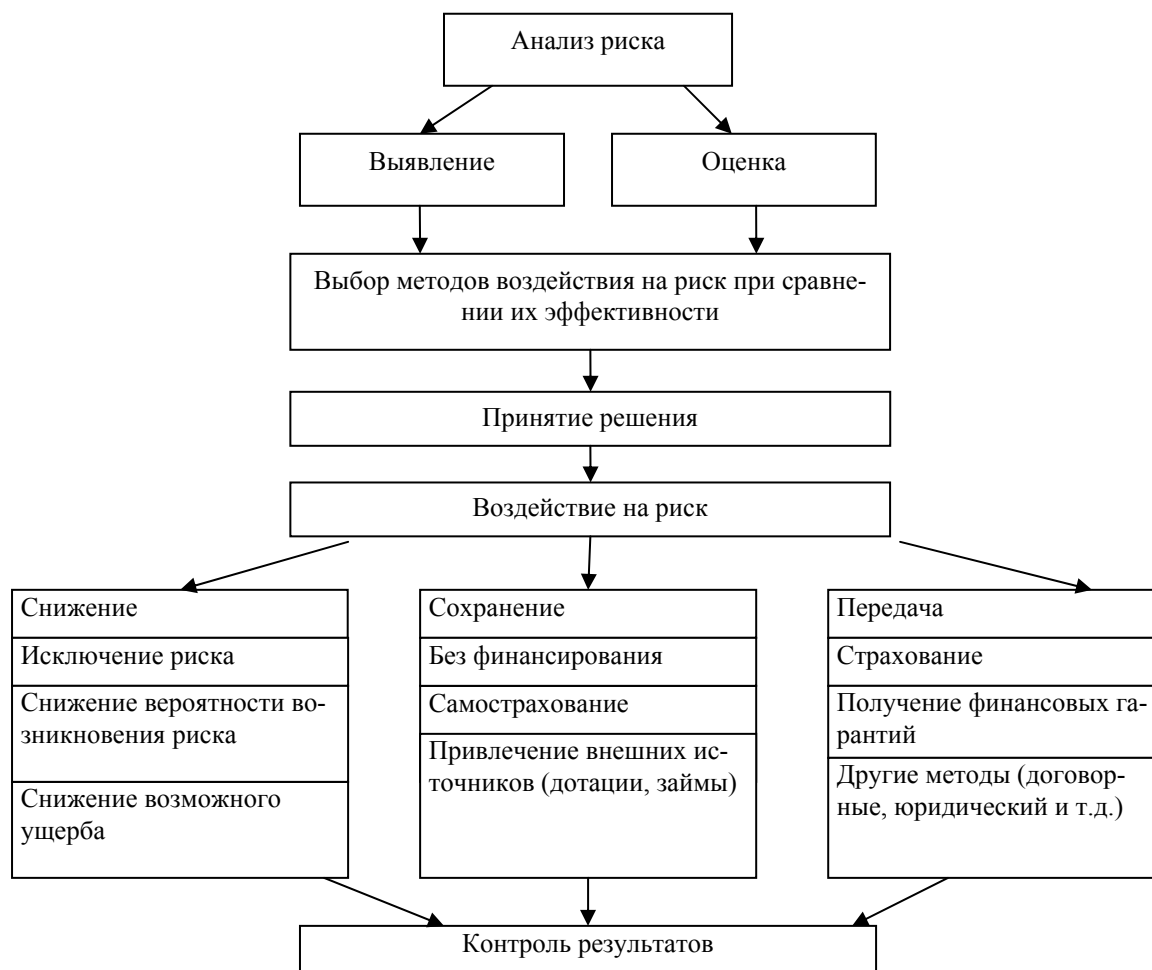 Анализ риска
Выявление
Оценка
Выбор методов воздействия на риск при сравне-
нии их эффективности
Принятие решения
Воздействие на риск
Снижение
Исключение риска
Снижение вероятности во-
зникновения риска
Снижение возможного
ущерба
Сохранение
Без финансирования
Самострахование
Привлечение внешних ис-
точников (дотации, займы)
Передача
Страхование
Получение финансовых га-
рантий
Другие методы (договор-
ные, юридический и т.д.)
Контроль результатов